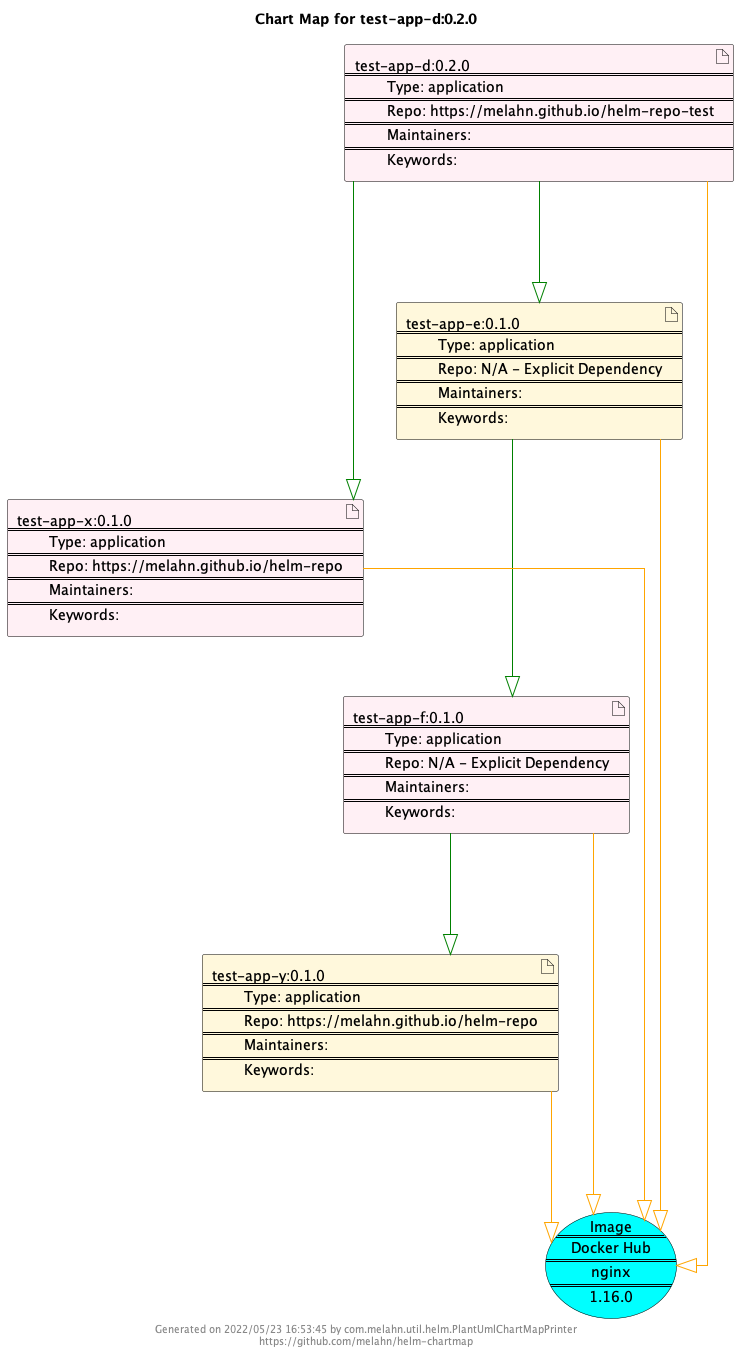 Chart Map for test-app-d:0.2.0
test-app-d:0.2.0
Type: application
Repo: https://melahn.github.io/helm-repo-test
Maintainers:
Keywords:
test-app-e:0.1.0
Type: application
Repo: N/A - Explicit Dependency
Maintainers:
Keywords:
test-app-x:0.1.0
Type: application
Repo: https://melahn.github.io/helm-repo
Maintainers:
Keywords:
test-app-f:0.1.0
Type: application
Repo: N/A - Explicit Dependency
Maintainers:
Keywords:
test-app-y:0.1.0
Type: application
Repo: https://melahn.github.io/helm-repo
Maintainers:
Keywords:
Image
Docker Hub
nginx
1.16.0
Generated on 2022/05/23 16:53:45 by com.melahn.util.helm.PlantUmlChartMapPrinter
https://github.com/melahn/helm-chartmap